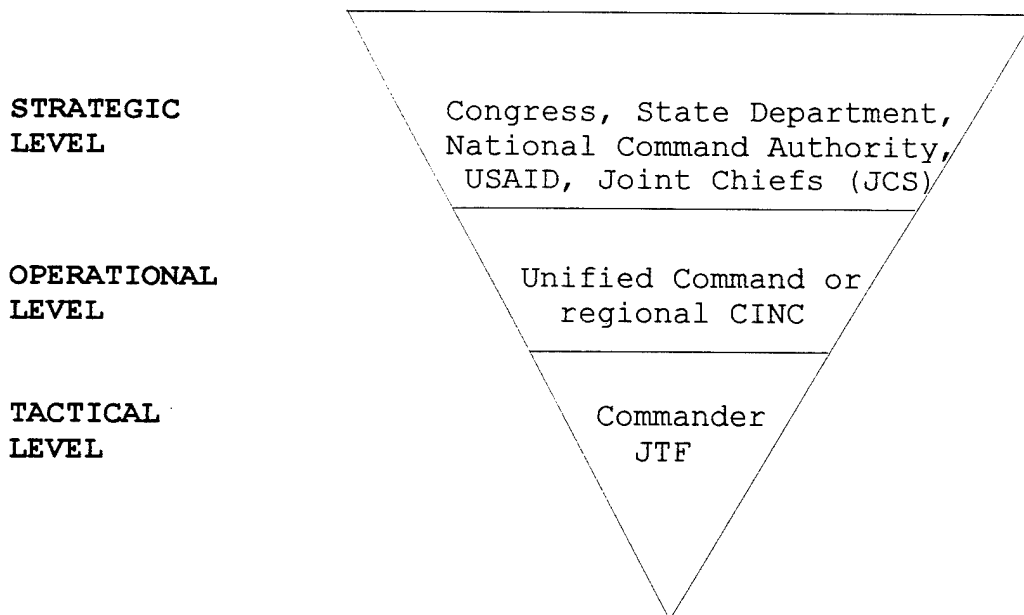 STRATEGIC
LEVEL
Congress, State Department,
National Command Authority,
USAID, Joint Chiefs (JCS)
OPERATIONAL
LEVEL
Unified Command or
regional CINC
TACTICAL
LEVEL
Commander
JTF